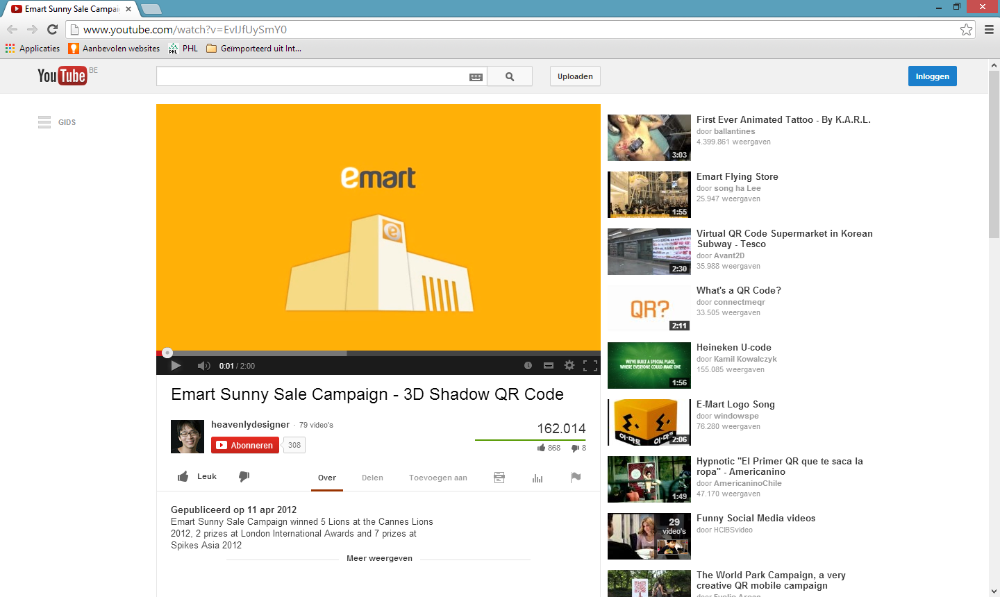 Emart Sunny Sale Campai
www.youtube.com/watch?v=EvIJfUySmY0
Applicaties
Aanbevolen websites
PHL PHL
Geïmporteerd uit Int...
YouTube BE
Uploaden
Inloggen
GIDS
emart
e
0:01 / 2:00
Emart Sunny Sale Campaign - 3D Shadow QR Code
heavenlydesigner · 79 video's
Abonneren 308
162.014
868 8
Leuk
Over
Delen
Toevoegen aan
Gepubliceerd op 11 apr 2012
Emart Sunny Sale Campaign winned 5 Lions at the Cannes Lions
2012, 2 prizes at London International Awards and 7 prizes at
Spikes Asia 2012
Meer weergeven
3:03
First Ever Animated Tattoo - By K.A.R.L.
door ballantines
4.399.861 weergaven
1:55
Emart Flying Store
door song ha Lee
25.947 weergaven
2:30
Virtual QR Code Supermarket in Korean
Subway - Tesco
door Avant2D
35.988 weergaven
QR?
2:11
What's a QR Code?
door connectmeqr
33.505 weergaven
WE'VE BUILT A SPECIAL PLACE,
WHERE EVERYONE COULD MAKE ONE
1:56
Heineken U-code
door Kamil Kowalczyk
155.085 weergaven
이·마트 이·마트
2:06
E-Mart Logo Song
door windowspe
76.280 weergaven
1:49
Hypnotic "El Primer QR que te saca la
ropa" - Americanino
door AmericaninoChile
47.170 weergaven
29
video's
Funny Social Media videos
door HCIBSvideo
The World Park Campaign, a very
creative QR mobile campaign